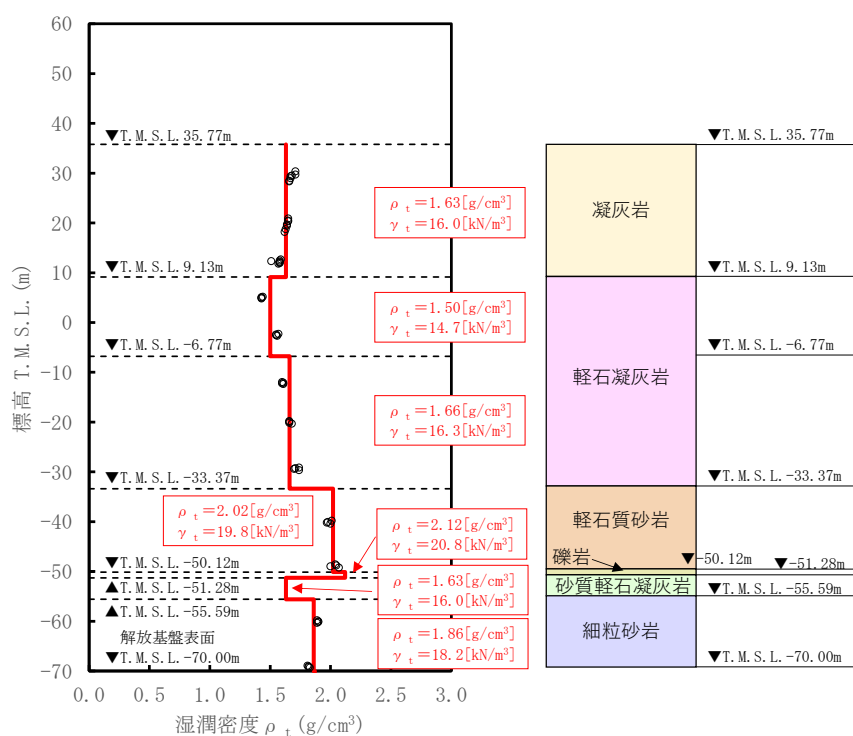 60
50
40
30
20
10
0
-10
-20
-30
-40
-50
-60
-70
標高 T.M.S.L.(m)
▼T.M.S.L.35.77m
▼T.M.S.L.9.13m
▼T.M.S.L.-6.77m
▼T.M.S.L.-33.37m
▼T.M.S.L.-50.12m
▲T.M.S.L.-51.28m
▲T.M.S.L.-55.59m
解放基盤表面
▼T.M.S.L.-70.00m
ρt=1.63[g/cm³]
γt=16.0[kN/m³]
ρt=1.50[g/cm³]
γt=14.7[kN/m³]
ρt=1.66[g/cm³]
γt=16.3[kN/m³]
ρt=2.02[g/cm³]
γt=19.8[kN/m³]
ρt=2.12[g/cm³]
γt=20.8[kN/m³]
ρt=1.63[g/cm³]
γt=16.0[kN/m³]
ρt=1.86[g/cm³]
γt=18.2[kN/m³]
0.0 0.5 1.0 1.5 2.0 2.5 3.0
湿潤密度ρt(g/cm³)
▼T.M.S.L.35.77m
凝灰岩
▼T.M.S.L.9.13m
▼T.M.S.L.-6.77m
軽石凝灰岩
▼T.M.S.L.-33.37m
軽石質砂岩
礫岩
▼-50.12m
▼-51.28m
砂質軽石凝灰岩
▼T.M.S.L.-55.59m
細粒砂岩
▼T.M.S.L.-70.00m